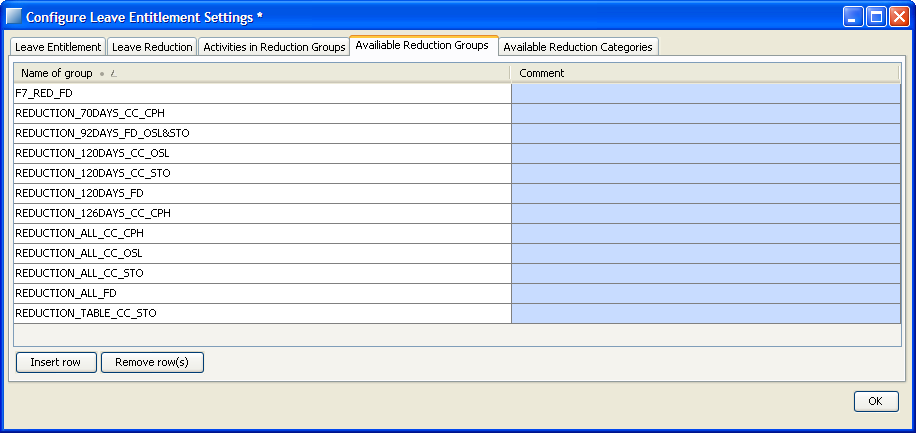 Configure Leave Entitlement Settings *
Leave Entitlement Leave Reduction Activities in Reduction Groups Availiable Reduction Groups Available Reduction Categories
Name of group Comment
F7_RED_FD
REDUCTION_70DAYS_CC_CPH
REDUCTION_92DAYS_FD_OSL&STO
REDUCTION_120DAYS_CC_OSL
REDUCTION_120DAYS_CC_STO
REDUCTION_120DAYS_FD
REDUCTION_126DAYS_CC_CPH
REDUCTION_ALL_CC_CPH
REDUCTION_ALL_CC_OSL
REDUCTION_ALL_CC_STO
REDUCTION_ALL_FD
REDUCTION_TABLE_CC_STO
Insert row Remove row(s)
OK